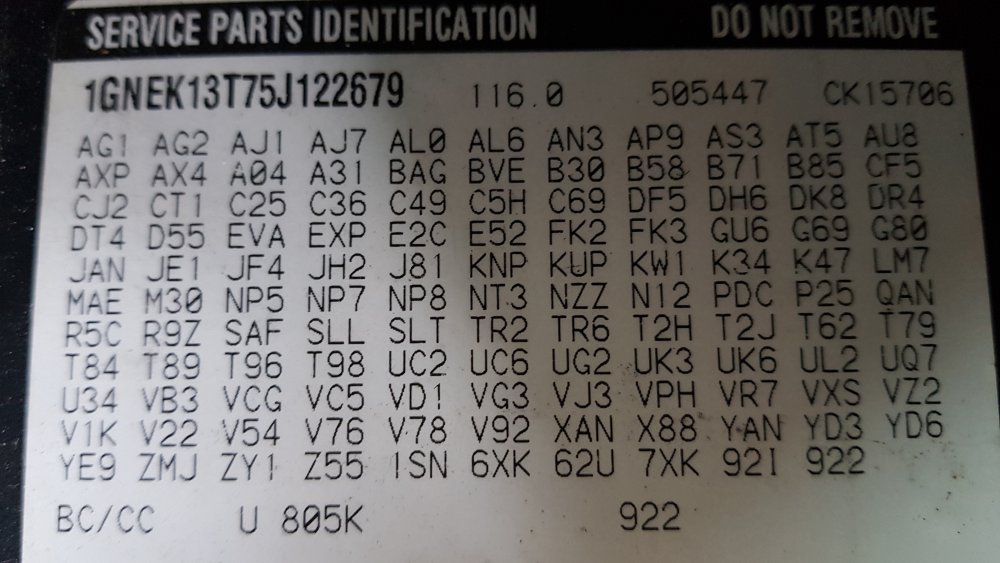 SERVICE PARTS IDENTIFICATION DO NOT REMOVE
1GNEK13T75J122679 116.0 505447 CK15706
AG1 AG2 AJ1 AJ7 AL0 AL6 AN3 AP9 AS3 AT5 AU8
AXP AX4 A04 A31 BAG BVE B30 B58 B71 B85 CF5
CJ2 CT1 C25 C36 C49 C5H C69 DF5 DH6 DK8 DR4
DT4 D55 EVA EXP E2C E52 FK2 FK3 GU6 G69 G80
JAN JE1 JF4 JH2 J81 KNP KUP KW1 K34 K47 LM7
MAE M30 NP5 NP7 NP8 NT3 NZZ N12 PDC P25 QAN
R5C R9Z SAF SLL SLT TR2 TR6 T2H T2J T62 T79
T84 T89 T96 T98 UC2 UC6 UG2 UK3 UK6 UL2 UQ7
U34 VB3 VCG VC5 VD1 VG3 VJ3 VPH VR7 VXS VZ2
V1K V22 V54 V76 V78 V92 XAN X88 YAN YD3 YD6
YE9 ZMJ ZY1 Z55 1SN 6XK 62U 7XK 92I 922
BC/CC U 805K 922